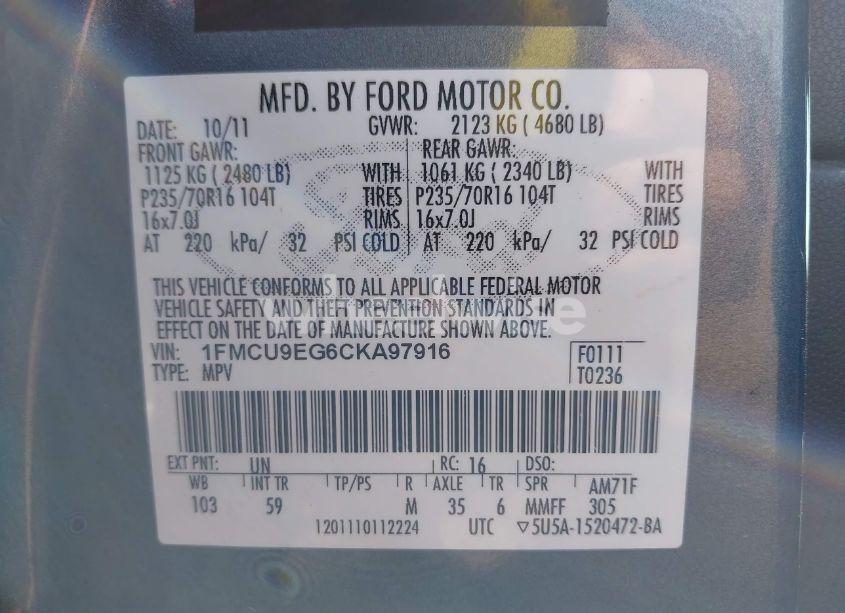 MFD. BY FORD MOTOR CO.
DATE: 10/11 GVWR: 2123 KG ( 4680 LB)
FRONT GAWR: REAR GAWR:
1125 KG ( 2480 LB) WITH 1061 KG ( 2340 LB) WITH
P235/70R16 104T TIRES P235/70R16 104T TIRES
16x7.0J RIMS 16x7.0J RIMS
AT 220 kPa/ 32 PSI COLD AT 220 kPa/ 32 PSI COLD
THIS VEHICLE CONFORMS TO ALL APPLICABLE FEDERAL MOTOR
VEHICLE SAFETY AND THEFT PREVENTION STANDARDS IN
EFFECT ON THE DATE OF MANUFACTURE SHOWN ABOVE.
VIN: 1FMCU9EG6CKA97916 F0111
TYPE: MPV T0236
EXT PNT: UN RC: 16 DSO:
WB INT TR TP/PS R AXLE TR SPR AM71F
103 59 M 35 6 MMFF 305
1201110112224 UTC ▽5U5A-1520472-BA